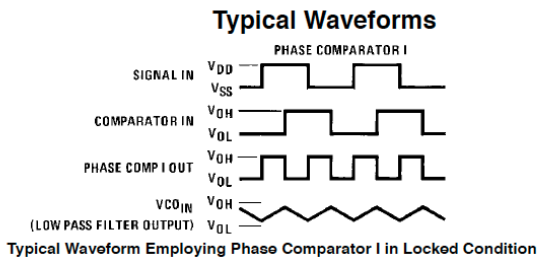 Typical Waveforms
PHASE COMPARATOR I
SIGNAL IN VDD
VSS
COMPARATOR IN VOH
VOL
PHASE COMP I OUT VOH
VOL
VCOIN VOH
(LOW PASS FILTER OUTPUT) VOL
Typical Waveform Employing Phase Comparator I in Locked Condition